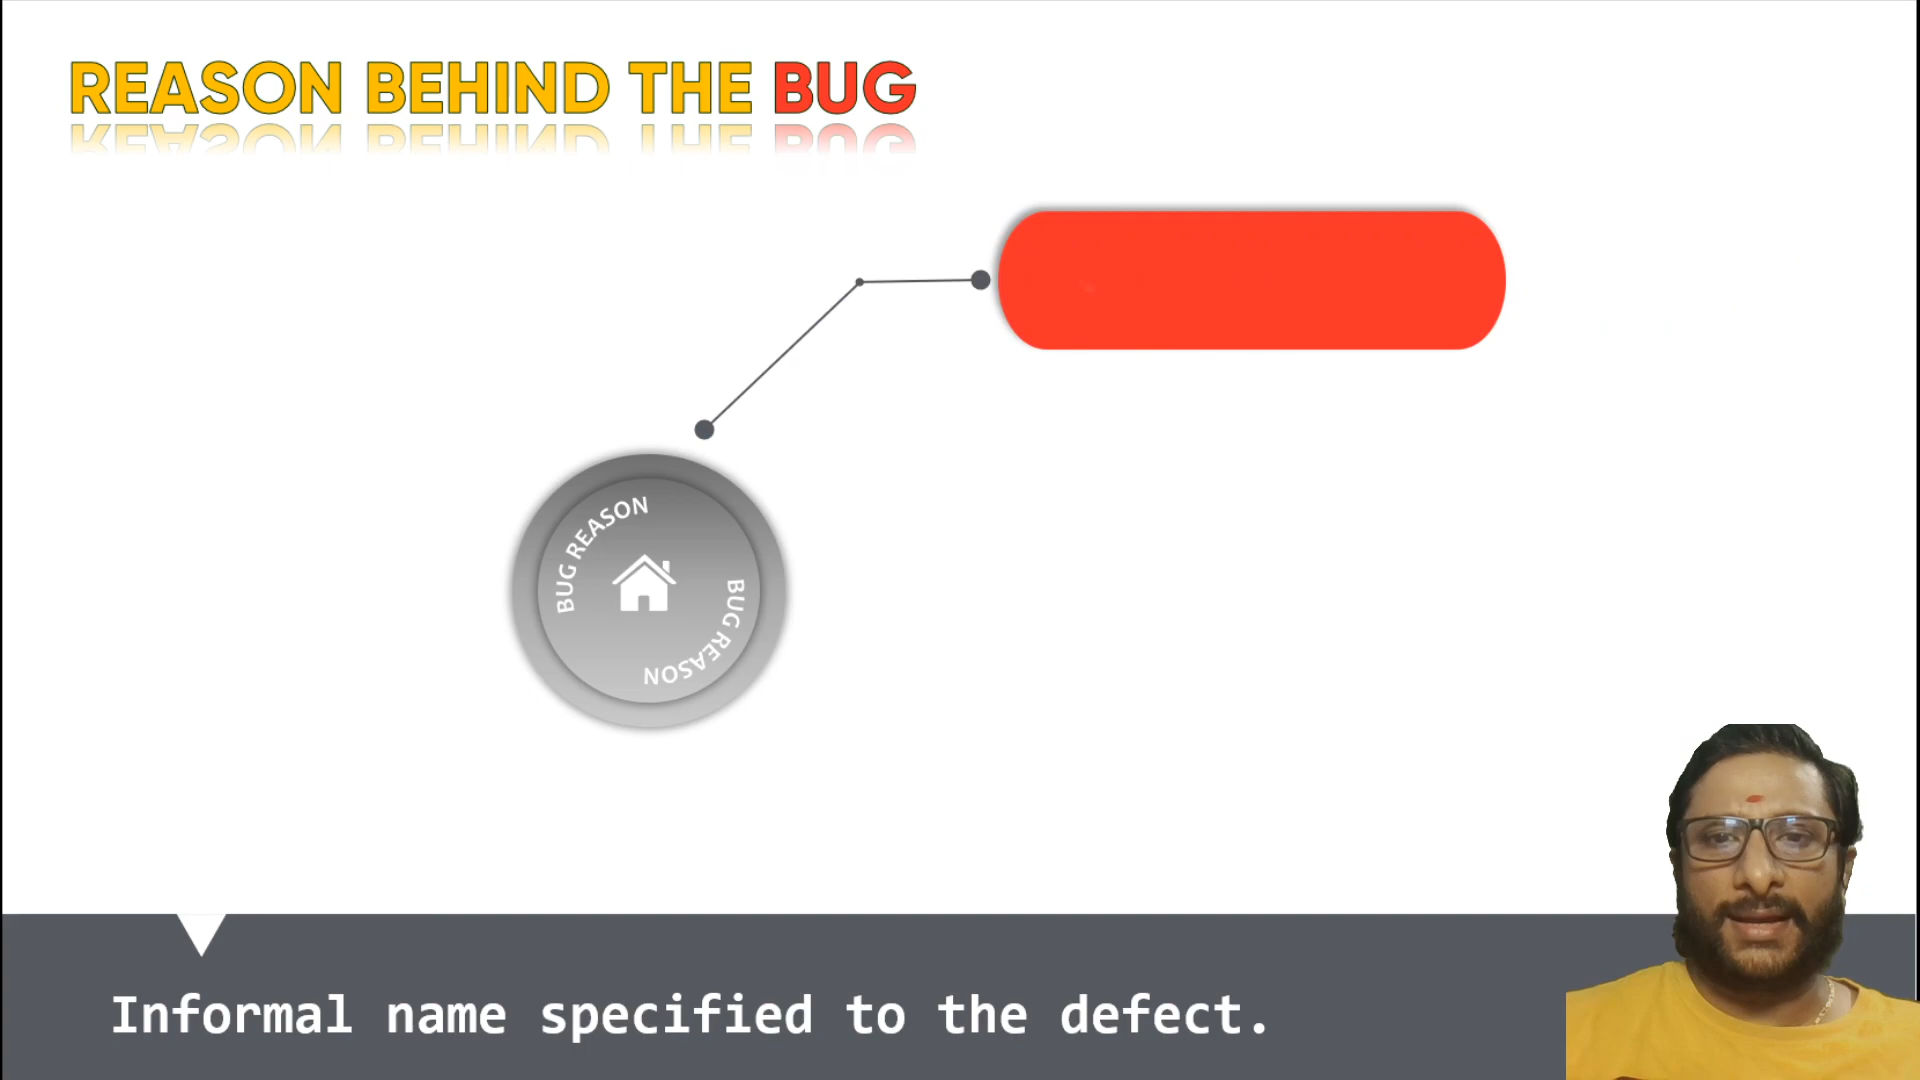 REASON BEHIND THE BUG
BUG REASON
BUG REASON
Informal name specified to the defect.